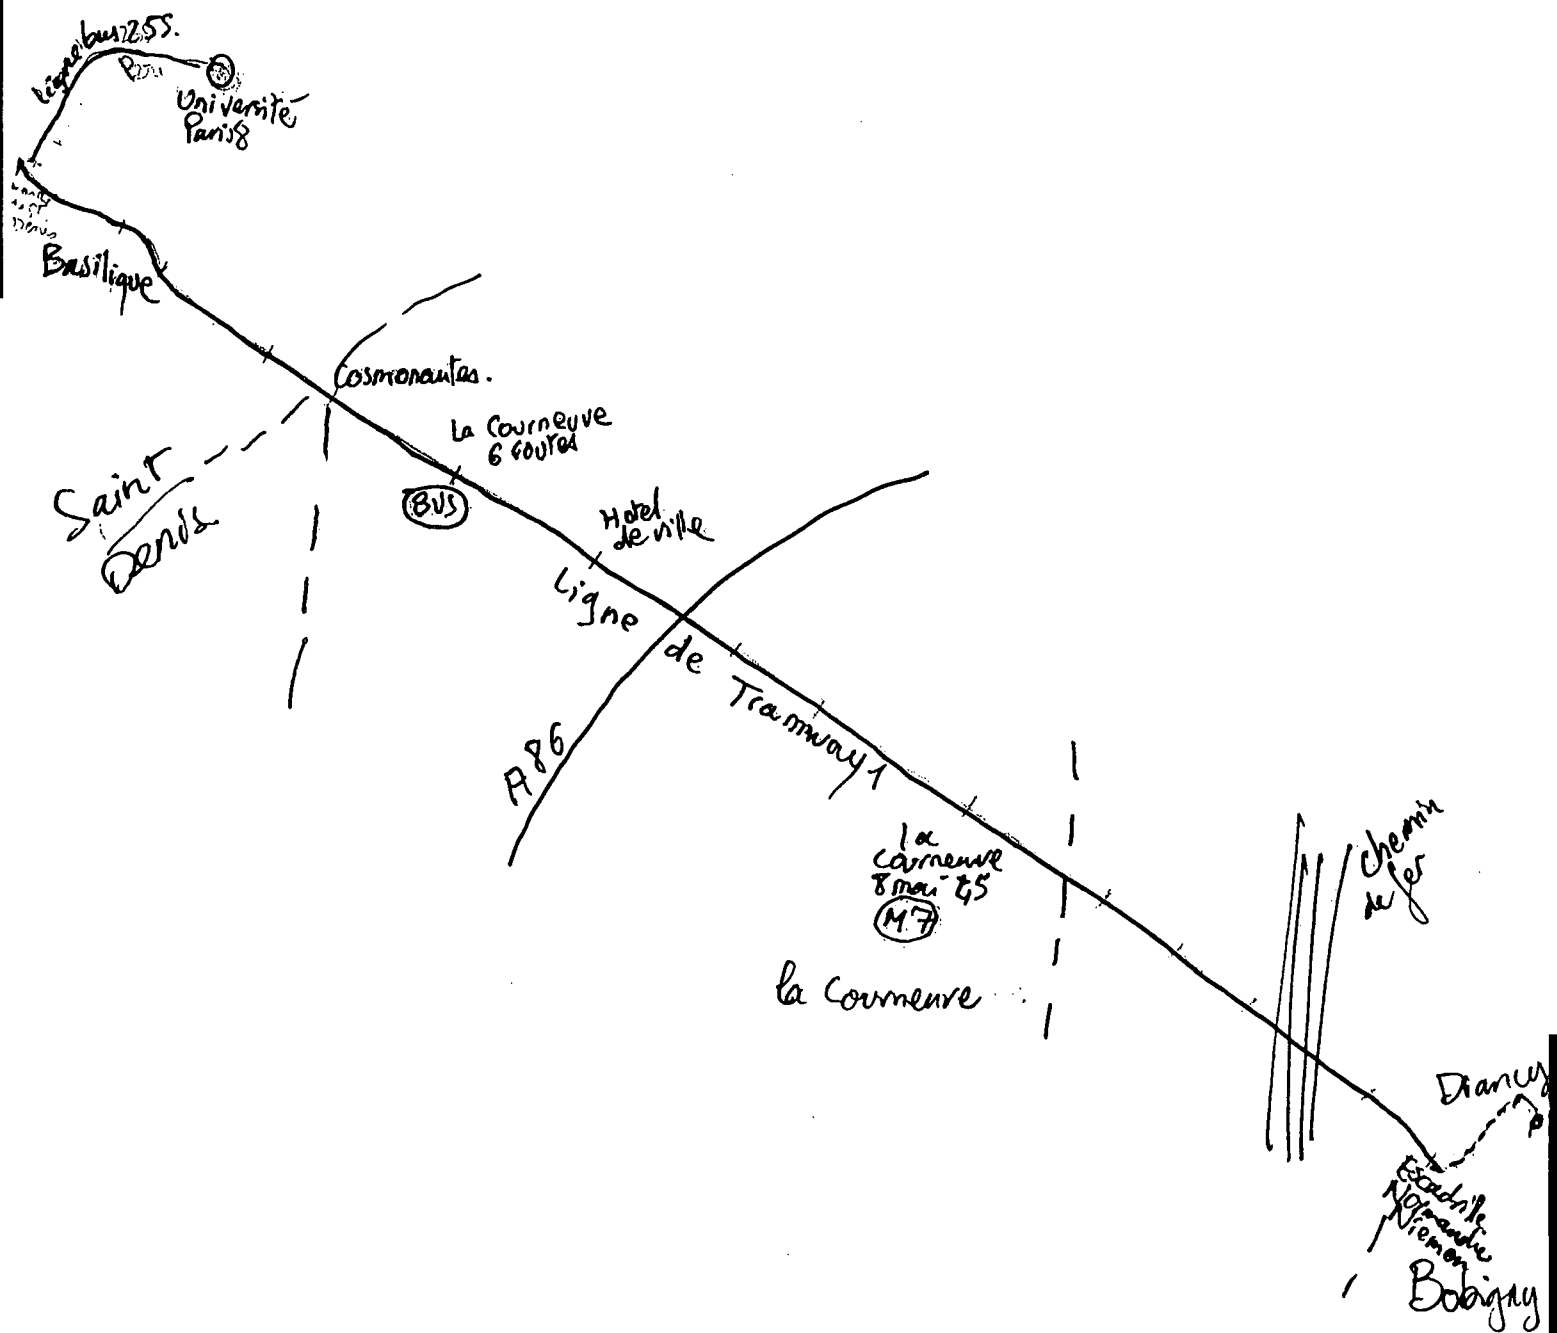 ligne bus 255.
Université
Paris 8
Basilique
Cosmonautes.
La Courneuve
6 routes
BUS
Saint
Denis
Hotel
de ville
Ligne de Tramway 1
A86
la
Courneuve
8 mai 45
M7
la Courneuve
chemin
de fer
Drancy
Escadrille
Normandie
Niemen
Bobigny